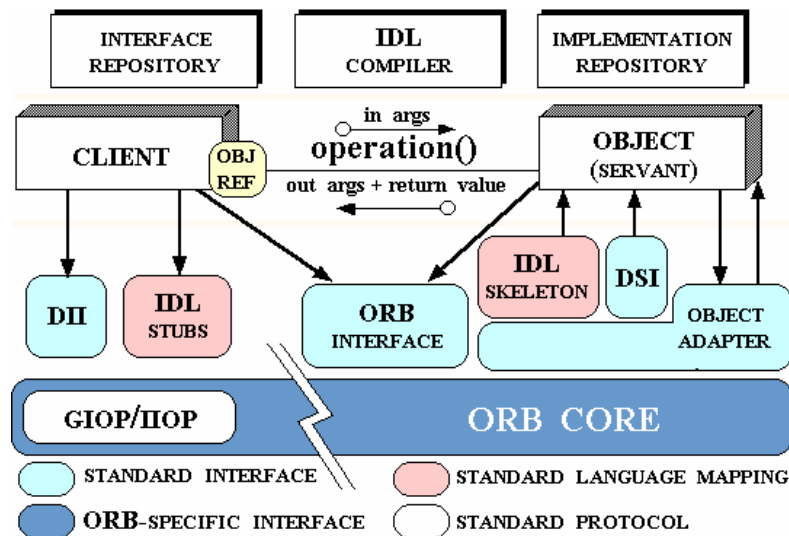 INTERFACE
REPOSITORY
IDL
COMPILER
IMPLEMENTATION
REPOSITORY
CLIENT
OBJ
REF
in args
operation()
out args + return value
OBJECT
(SERVANT)
DII
IDL
STUBS
ORB
INTERFACE
IDL
SKELETON
DSI
OBJECT
ADAPTER
GIOP/IIOP
ORB CORE
STANDARD INTERFACE
STANDARD LANGUAGE MAPPING
ORB-SPECIFIC INTERFACE
STANDARD PROTOCOL